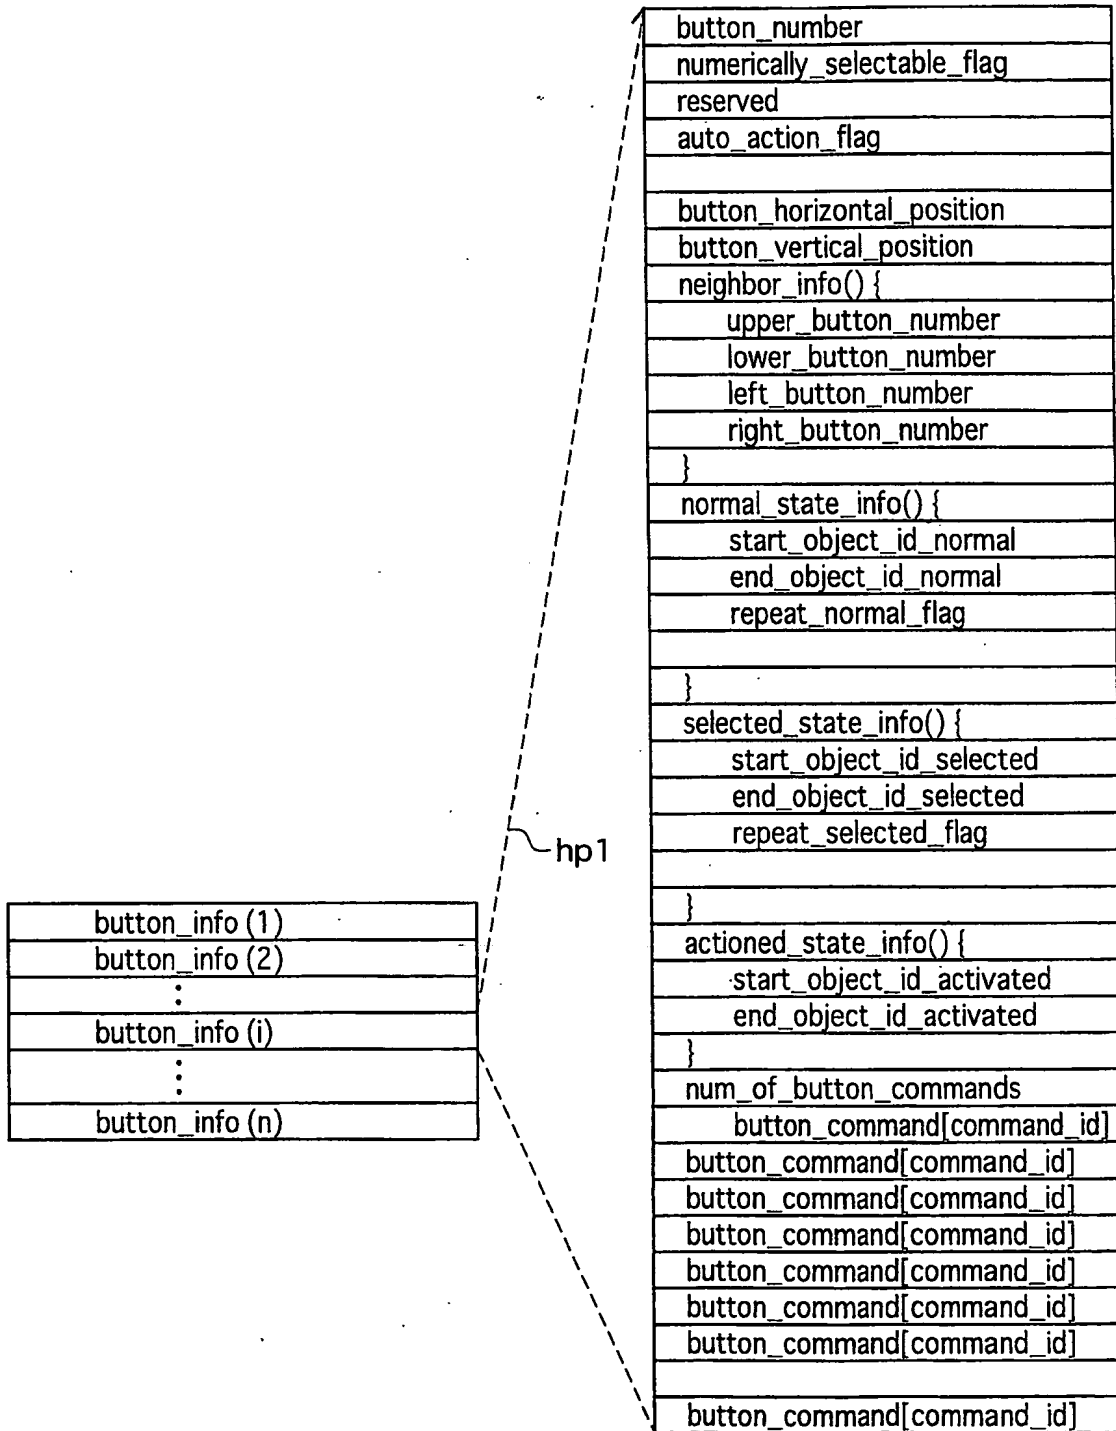 button_number
numerically_selectable_flag
reserved
auto_action_flag
button_horizontal_position
button_vertical_position
neighbor_info() {
upper_button_number
lower_button_number
left_button_number
right_button_number
}
normal_state_info() {
start_object_id_normal
end_object_id_normal
repeat_normal_flag
}
selected_state_info() {
start_object_id_selected
end_object_id_selected
repeat_selected_flag
}
actioned_state_info() {
start_object_id_activated
end_object_id_activated
}
num_of_button_commands
button_command[command_id]
button_command[command_id]
button_command[command_id]
button_command[command_id]
button_command[command_id]
button_command[command_id]
button_command[command_id]
button_command[command_id]
hp1
button_info (1)
button_info (2)
⋮
button_info (i)
⋮
button_info (n)